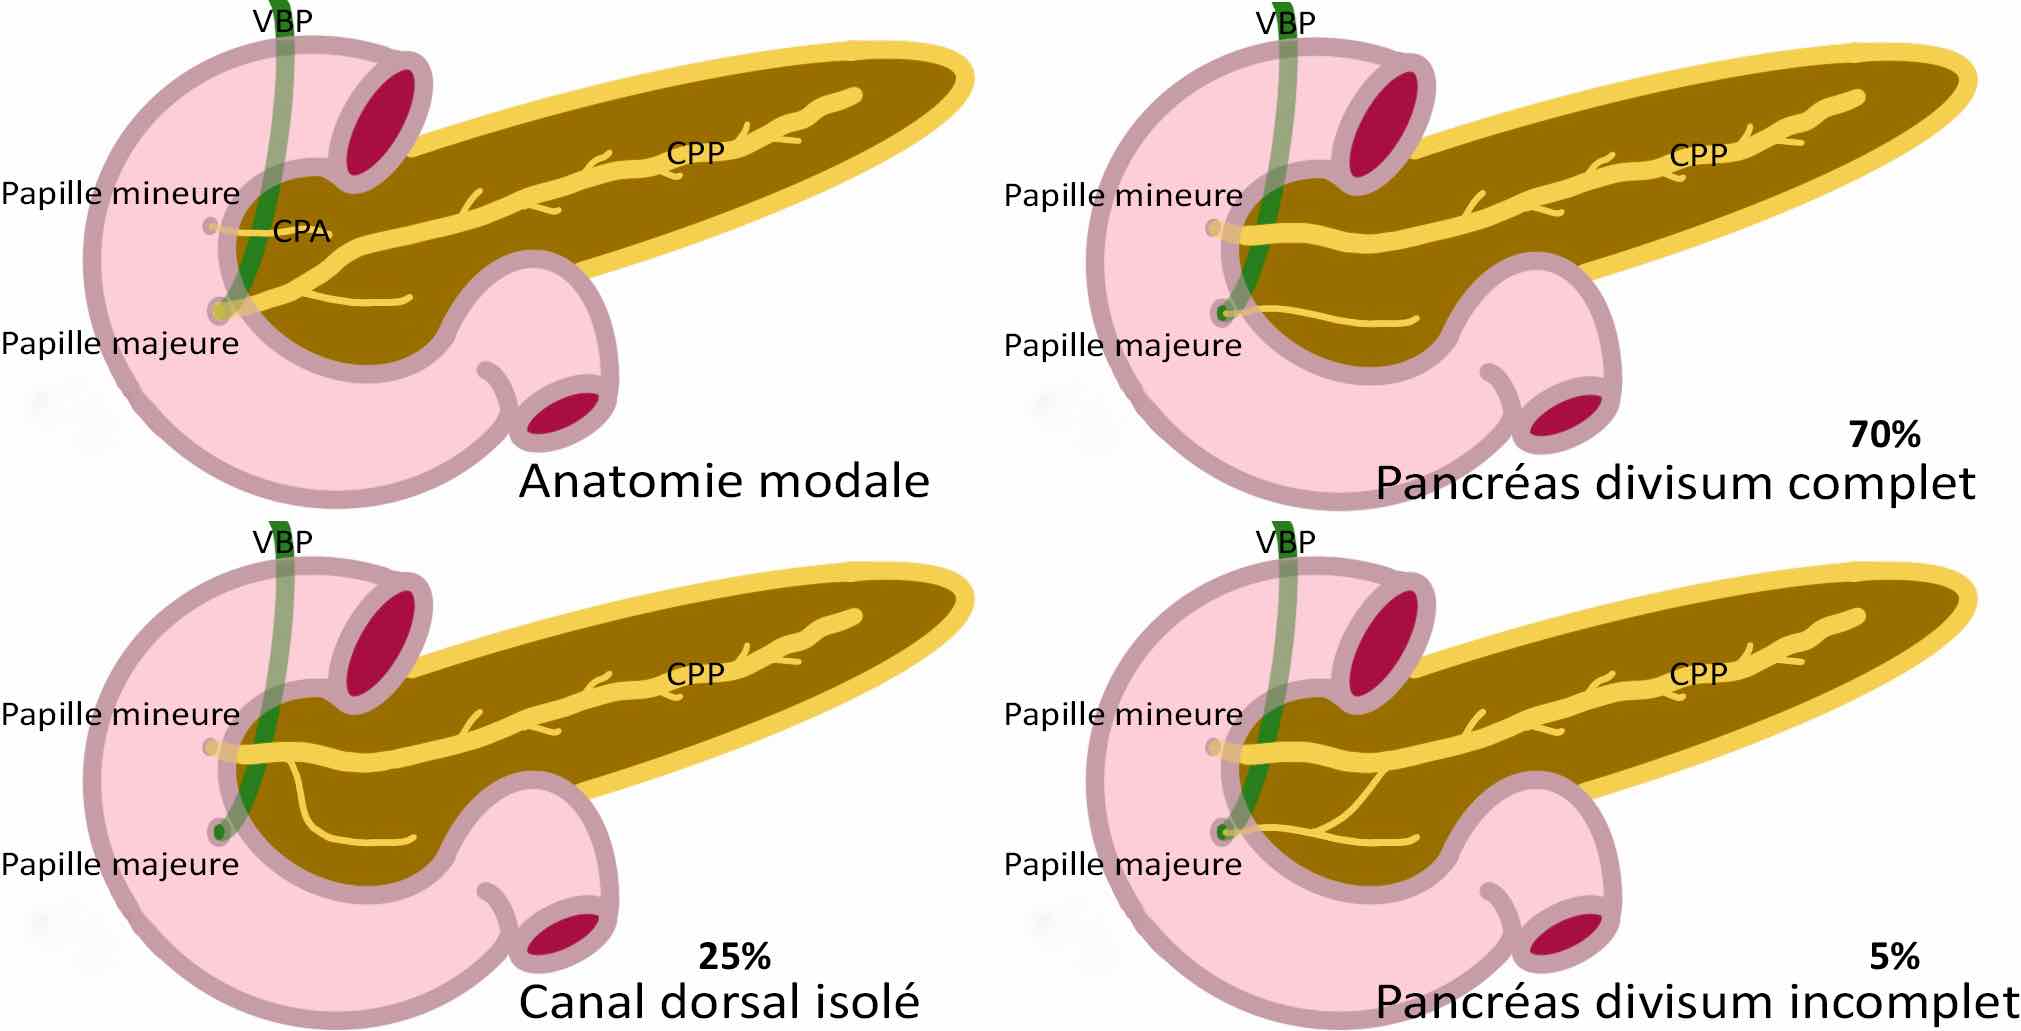 VBP
CPP
Papille mineure
CPA
Papille majeure
Anatomie modale
VBP
CPP
Papille mineure
Papille majeure
70%
Pancréas divisum complet
VBP
CPP
Papille mineure
Papille majeure
25%
Canal dorsal isolé
VBP
CPP
Papille mineure
Papille majeure
5%
Pancréas divisum incomplet